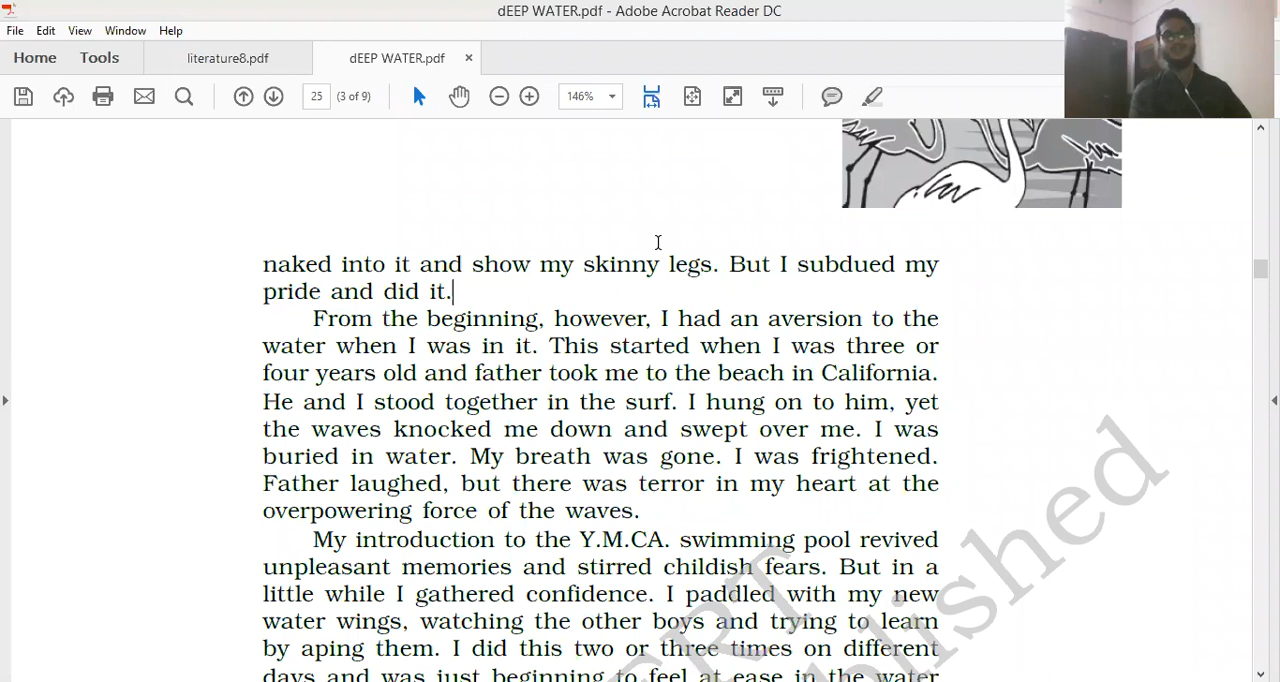 dEEP WATER.pdf - Adobe Acrobat Reader DC
File Edit View Window Help
Home Tools literature8.pdf dEEP WATER.pdf ×
25 (3 of 9) 146%
naked into it and show my skinny legs. But I subdued my
pride and did it.
From the beginning, however, I had an aversion to the
water when I was in it. This started when I was three or
four years old and father took me to the beach in California.
He and I stood together in the surf. I hung on to him, yet
the waves knocked me down and swept over me. I was
buried in water. My breath was gone. I was frightened.
Father laughed, but there was terror in my heart at the
overpowering force of the waves.
My introduction to the Y.M.CA. swimming pool revived
unpleasant memories and stirred childish fears. But in a
little while I gathered confidence. I paddled with my new
water wings, watching the other boys and trying to learn
by aping them. I did this two or three times on different
days and was just beginning to feel at ease in the water